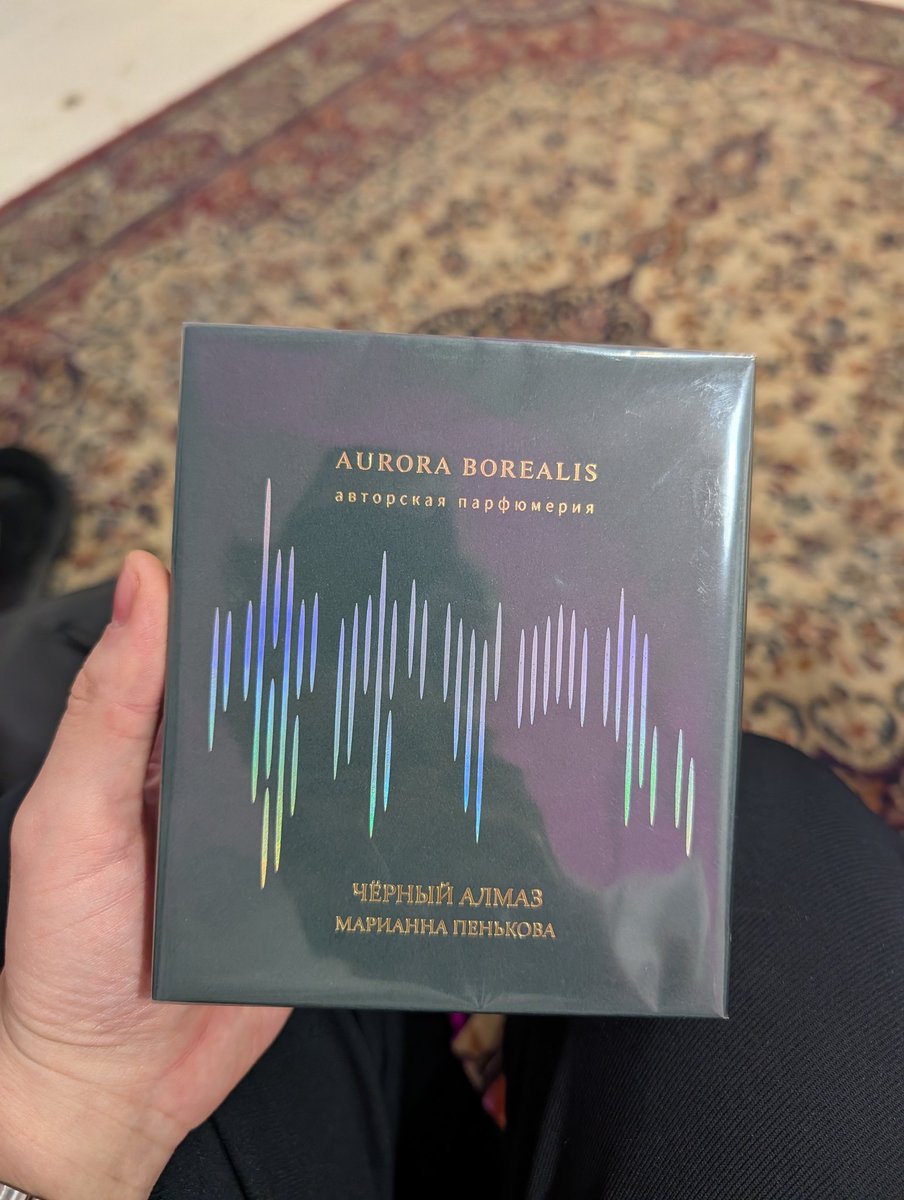 AURORA BOREALIS
авторская парфюмерия
ЧЁРНЫЙ АЛМАЗ
МАРИАННА ПЕНЬКОВА